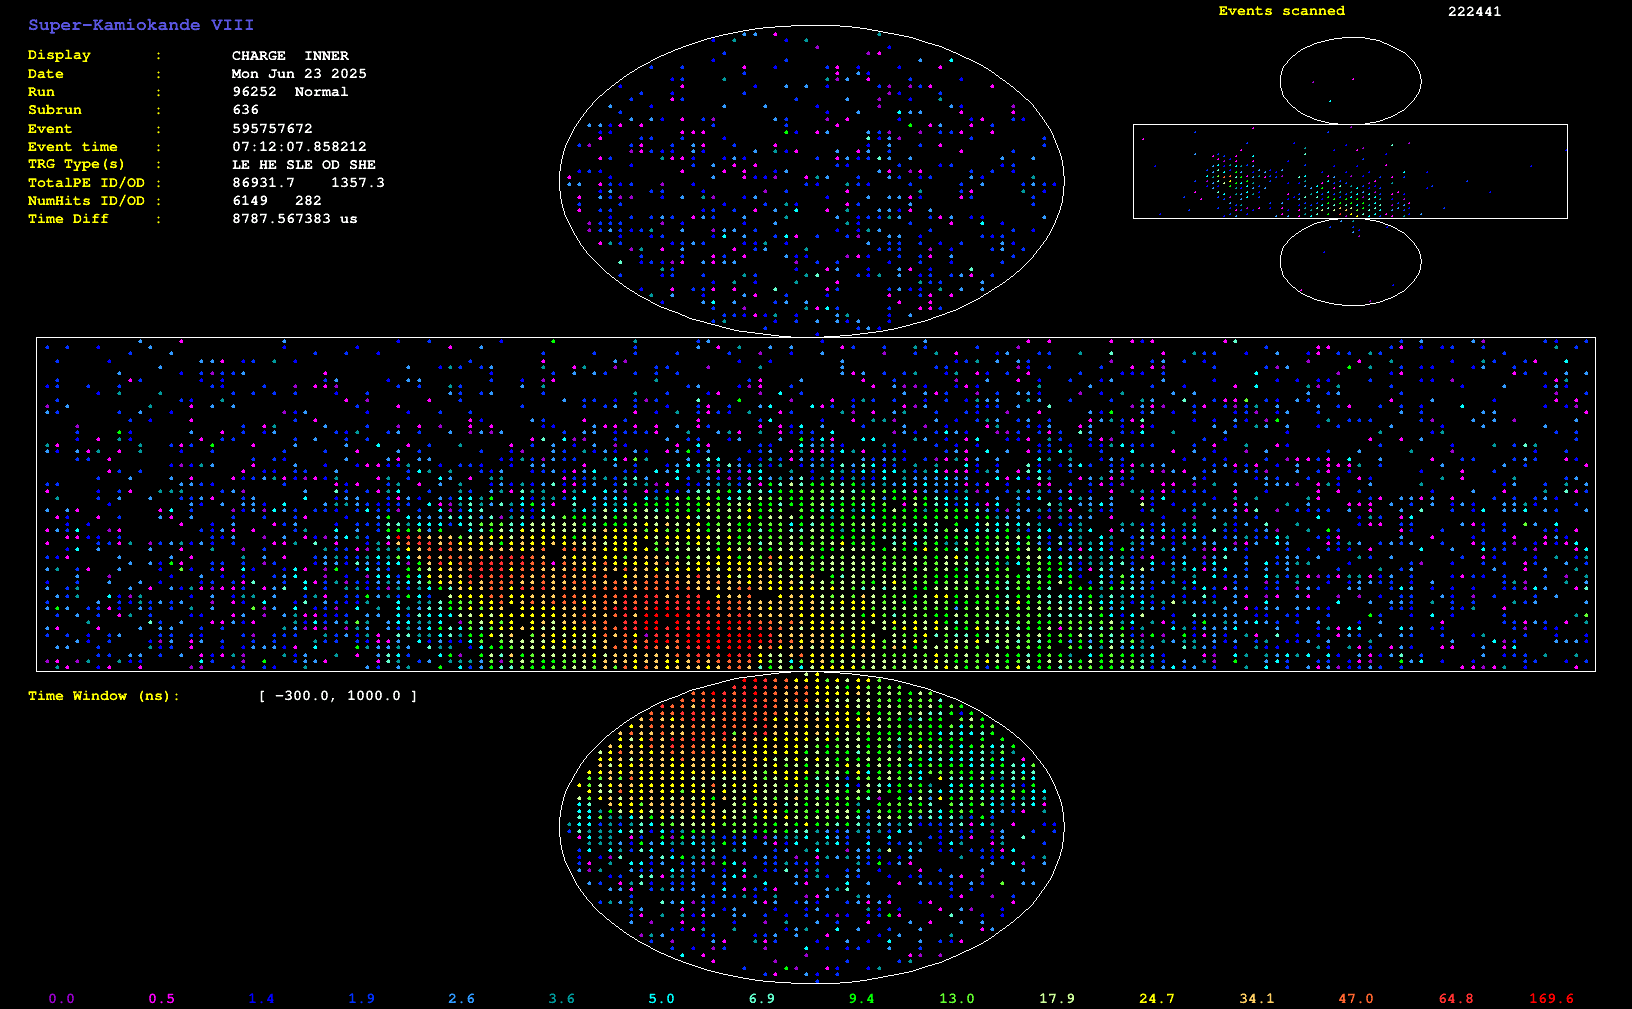 Super-Kamiokande VIII
Events scanned 222441
Display : CHARGE INNER
Date : Mon Jun 23 2025
Run : 96252 Normal
Subrun : 636
Event : 595757672
Event time : 07:12:07.858212
TRG Type(s) : LE HE SLE OD SHE
TotalPE ID/OD : 86931.7 1357.3
NumHits ID/OD : 6149 282
Time Diff : 8787.567383 us
Time Window (ns): [ -300.0, 1000.0 ]
0.0 0.5 1.4 1.9 2.6 3.6 5.0 6.9 9.4 13.0 17.9 24.7 34.1 47.0 64.8 169.6